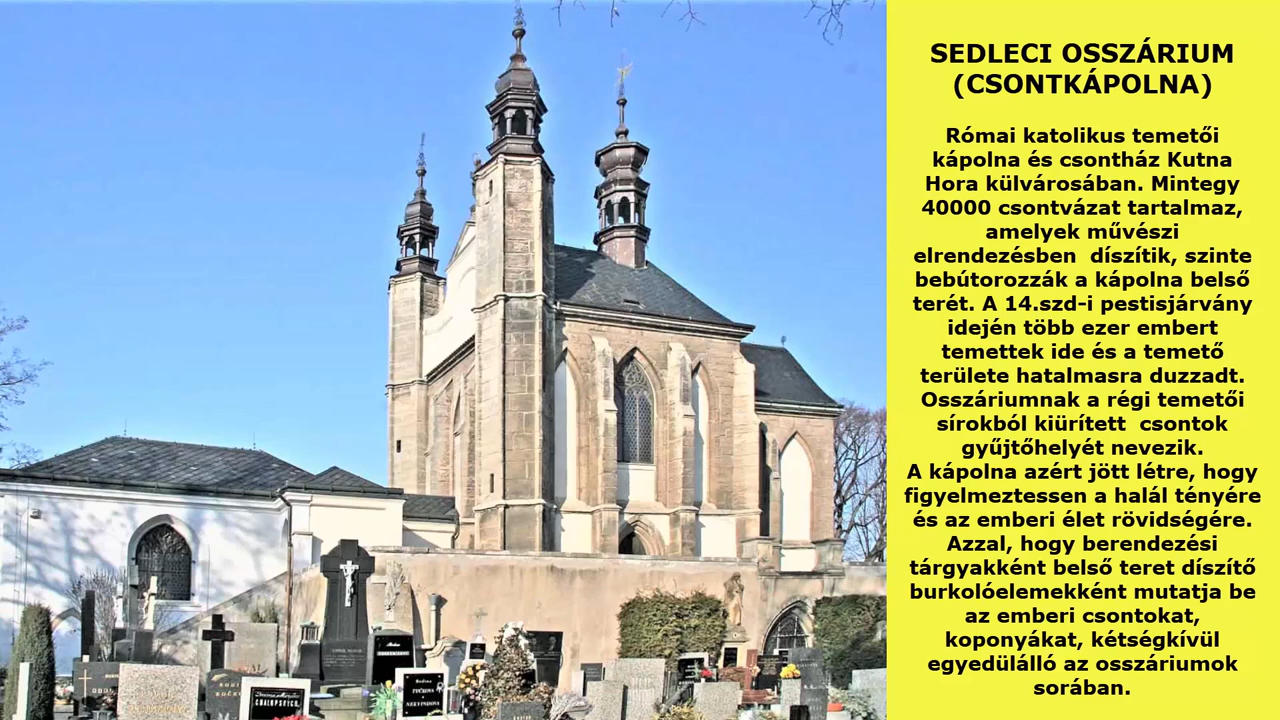 SEDLECI OSSZÁRIUM
(CSONTKÁPOLNA)
Római katolikus temetői
kápolna és csontház Kutna
Hora külvárosában. Mintegy
40000 csontvázat tartalmaz,
amelyek művészi
elrendezésben  díszítik, szinte
bebútorozzák a kápolna belső
terét. A 14.szd-i pestisjárvány
idején több ezer embert
temettek ide és a temető
területe hatalmasra duzzadt.
Osszáriumnak a régi temetői
sírokból kiürített  csontok
gyűjtőhelyét nevezik.
A kápolna azért jött létre, hogy
figyelmeztessen a halál tényére
és az emberi élet rövidségére.
Azzal, hogy berendezési
tárgyakként belső teret díszítő
burkolóelemekként mutatja be
az emberi csontokat,
koponyákat, kétségkívül
egyedülálló az osszáriumok
sorában.